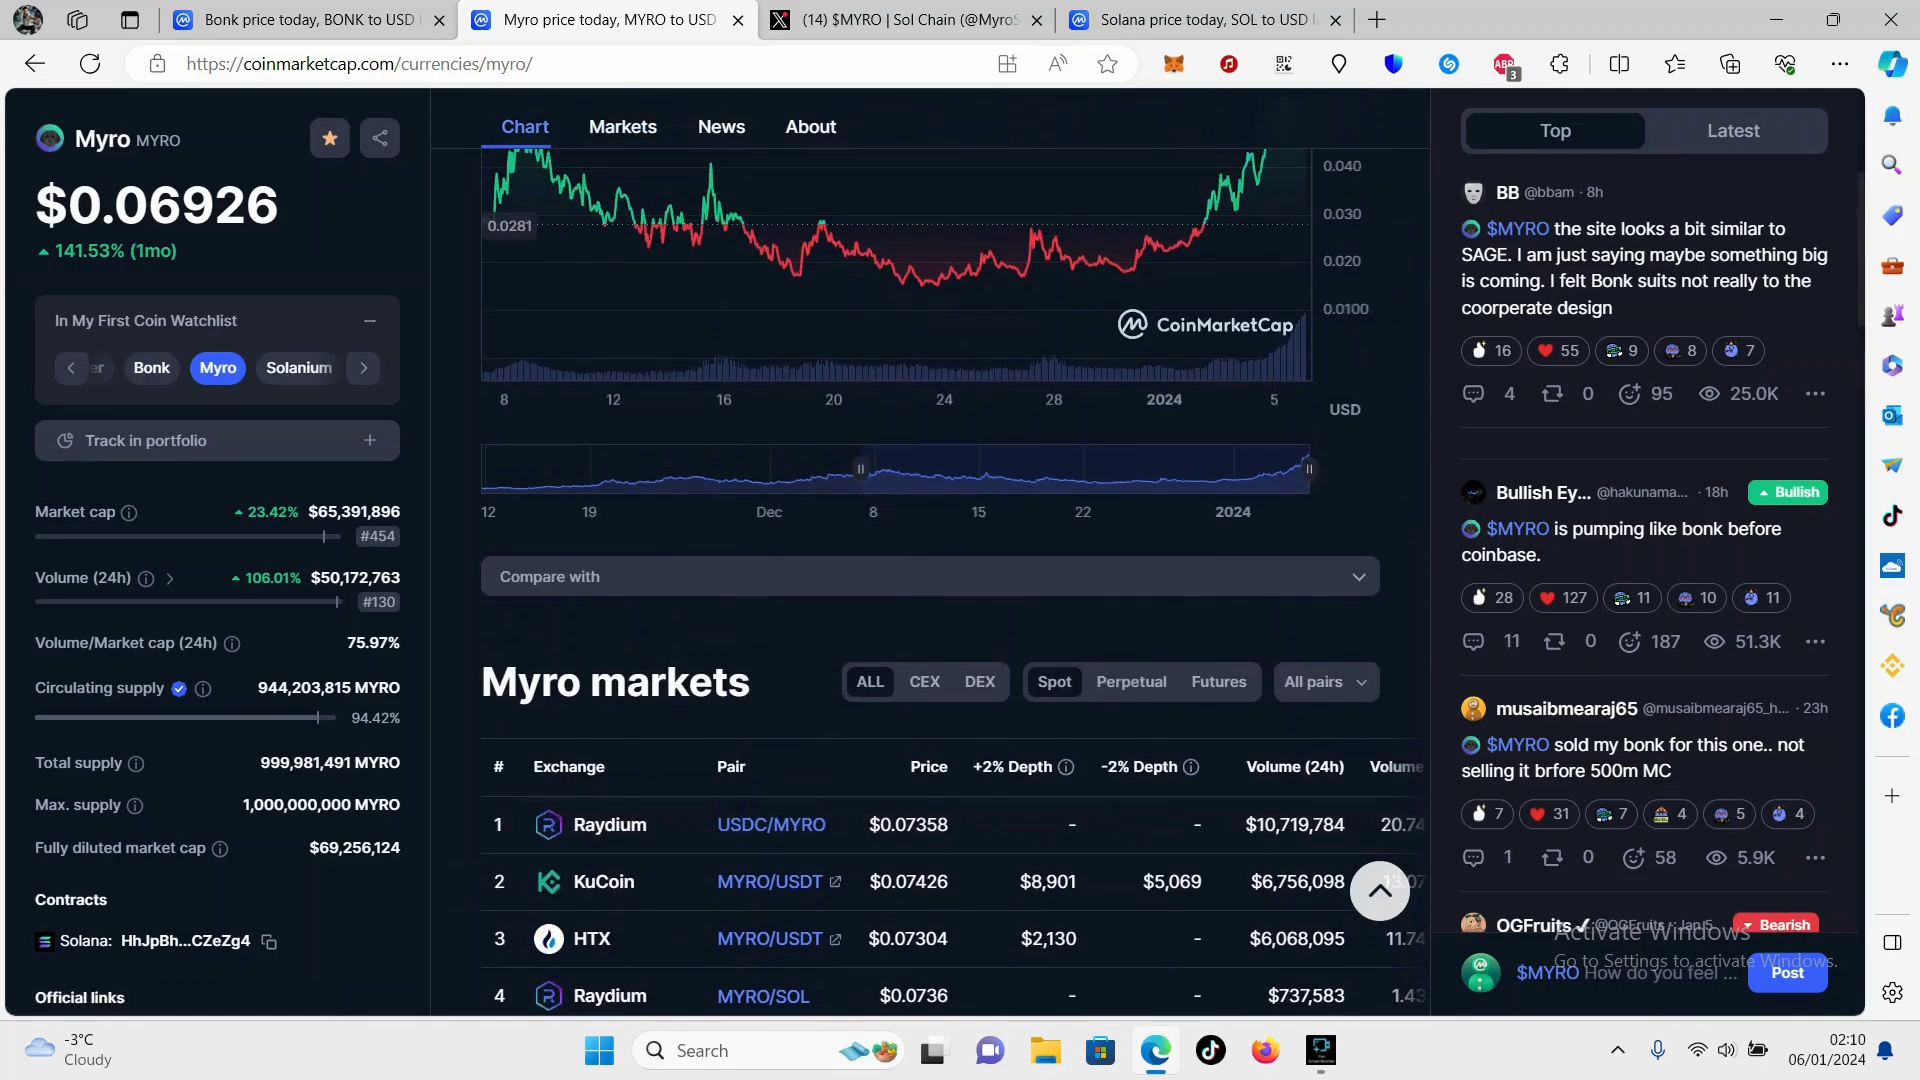 Bonk price today, BONK to USD
Myro price today, MYRO to USD
(14) $MYRO | Sol Chain (@MyroS
Solana price today, SOL to USD li
https://coinmarketcap.com/currencies/myro/
ABP
3
Myro MYRO
$0.06926
141.53% (1mo)
In My First Coin Watchlist
er
Bonk
Myro
Solanium
Track in portfolio
Market cap
23.42% $65,391,896
#454
Volume (24h)
106.01% $50,172,763
#130
Volume/Market cap (24h)
75.97%
Circulating supply
944,203,815 MYRO
94.42%
Total supply
999,981,491 MYRO
Max. supply
1,000,000,000 MYRO
Fully diluted market cap
$69,256,124
Contracts
Solana: HhJpBh...CZeZg4
Official links
Chart Markets News About
0.040
0.030
0.0281
0.020
0.0100
CoinMarketCap
8 12 16 20 24 28 2024 5
USD
12 19 Dec 8 15 22 2024
Compare with
Myro markets
ALL CEX DEX
Spot Perpetual Futures
All pairs
# Exchange Pair Price +2% Depth -2% Depth Volume (24h) Volume
1 Raydium USDC/MYRO $0.07358 - - $10,719,784 20.74
2 KuCoin MYRO/USDT $0.07426 $8,901 $5,069 $6,756,098 13.07
3 HTX MYRO/USDT $0.07304 $2,130 - $6,068,095 11.74
4 Raydium MYRO/SOL $0.0736 - - $737,583 1.43
Top Latest
BB @bbam · 8h
$MYRO the site looks a bit similar to
SAGE. I am just saying maybe something big
is coming. I felt Bonk suits not really to the
coorperate design
16 55 9 8 7
4 0 95 25.0K
Bullish Ey... @hakunama... · 18h Bullish
$MYRO is pumping like bonk before
coinbase.
28 127 11 10 11
11 0 187 51.3K
musaibmearaj65 @musaibmearaj65_h... · 23h
$MYRO sold my bonk for this one.. not
selling it brfore 500m MC
7 31 7 4 5 4
1 0 58 5.9K
OGFruits @OGFruits · Jan 5 Bearish
Activate Windows
Go to Settings to activate Windows.
$MYRO How do you feel ...
Post
-3°C
Cloudy
Search
02:10
06/01/2024